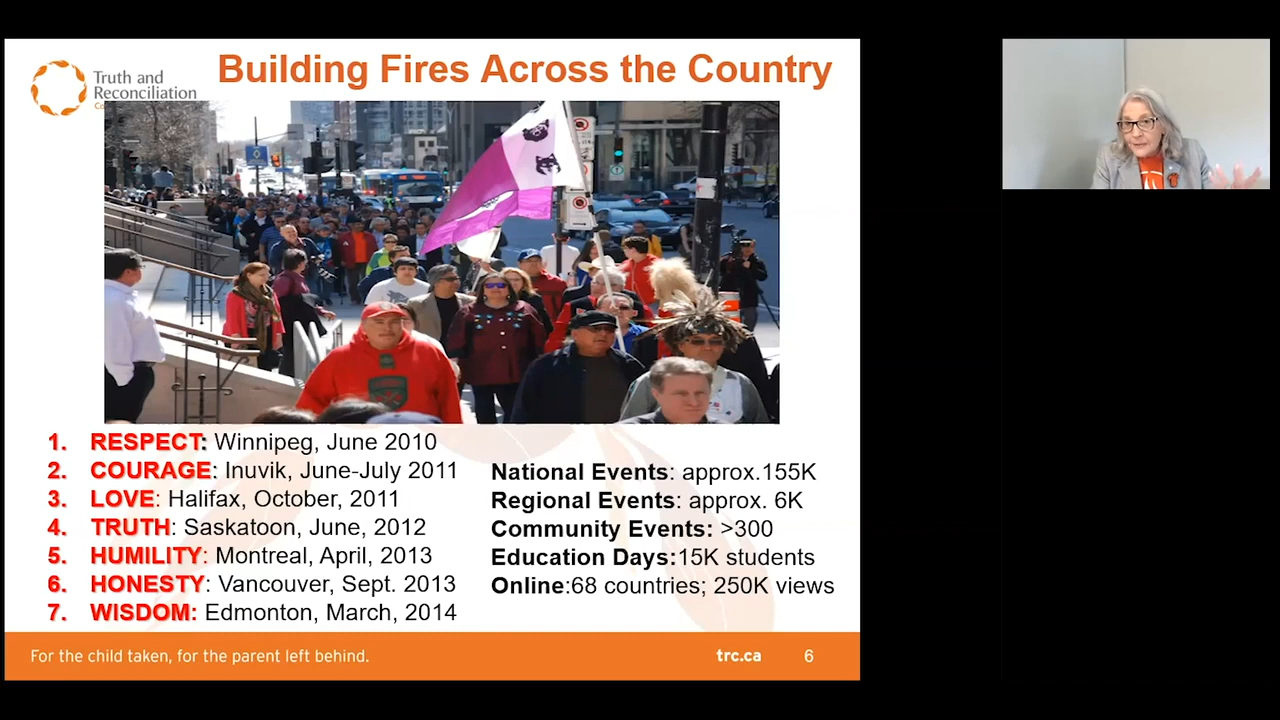 Truth and
Reconciliation
Building Fires Across the Country
1. RESPECT: Winnipeg, June 2010
2. COURAGE: Inuvik, June-July 2011
3. LOVE: Halifax, October, 2011
4. TRUTH: Saskatoon, June, 2012
5. HUMILITY: Montreal, April, 2013
6. HONESTY: Vancouver, Sept. 2013
7. WISDOM: Edmonton, March, 2014
National Events: approx.155K
Regional Events: approx. 6K
Community Events: >300
Education Days:15K students
Online:68 countries; 250K views
For the child taken, for the parent left behind.
trc.ca
6